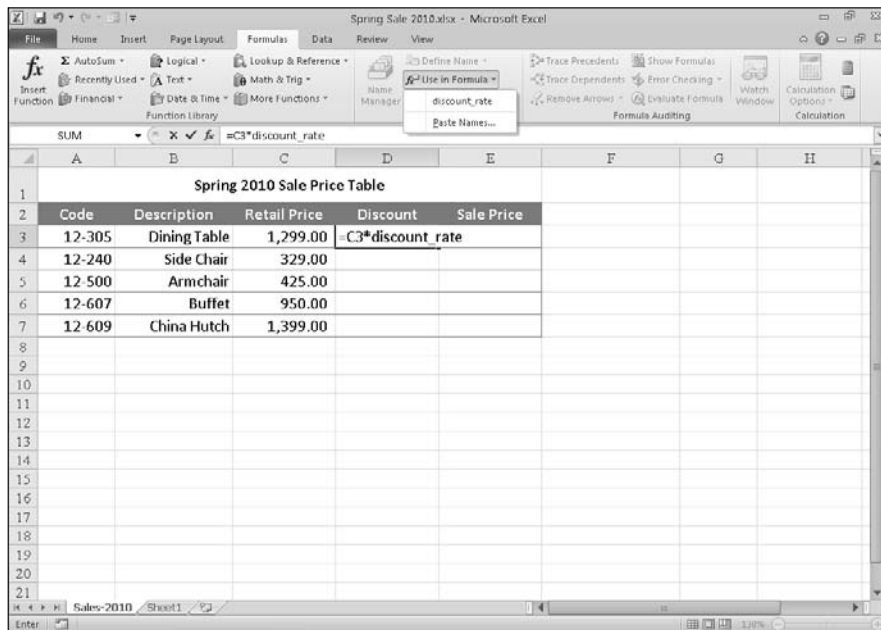 Spring Sale 2010.xlsx - Microsoft Excel
File Home Insert Page Layout Formulas Data Review View
fx Insert Function
Σ AutoSum
Recently Used
Financial
Logical
Text
Date & Time
Lookup & Reference
Math & Trig
More Functions
Function Library
Name Manager
Define Name
Use in Formula
discount_rate
Paste Names...
Trace Precedents
Trace Dependents
Remove Arrows
Show Formulas
Error Checking
Evaluate Formula
Formula Auditing
Watch Window
Calculation Options
Calculation
SUM fx =C3*discount_rate
A B C D E F G H
1 Spring 2010 Sale Price Table
2 Code Description Retail Price Discount Sale Price
3 12-305 Dining Table 1,299.00 =C3*discount_rate
4 12-240 Side Chair 329.00
5 12-500 Armchair 425.00
6 12-607 Buffet 950.00
7 12-609 China Hutch 1,399.00
8
9
10
11
12
13
14
15
16
17
18
19
20
21
Sales-2010 Sheet1
Enter 130%